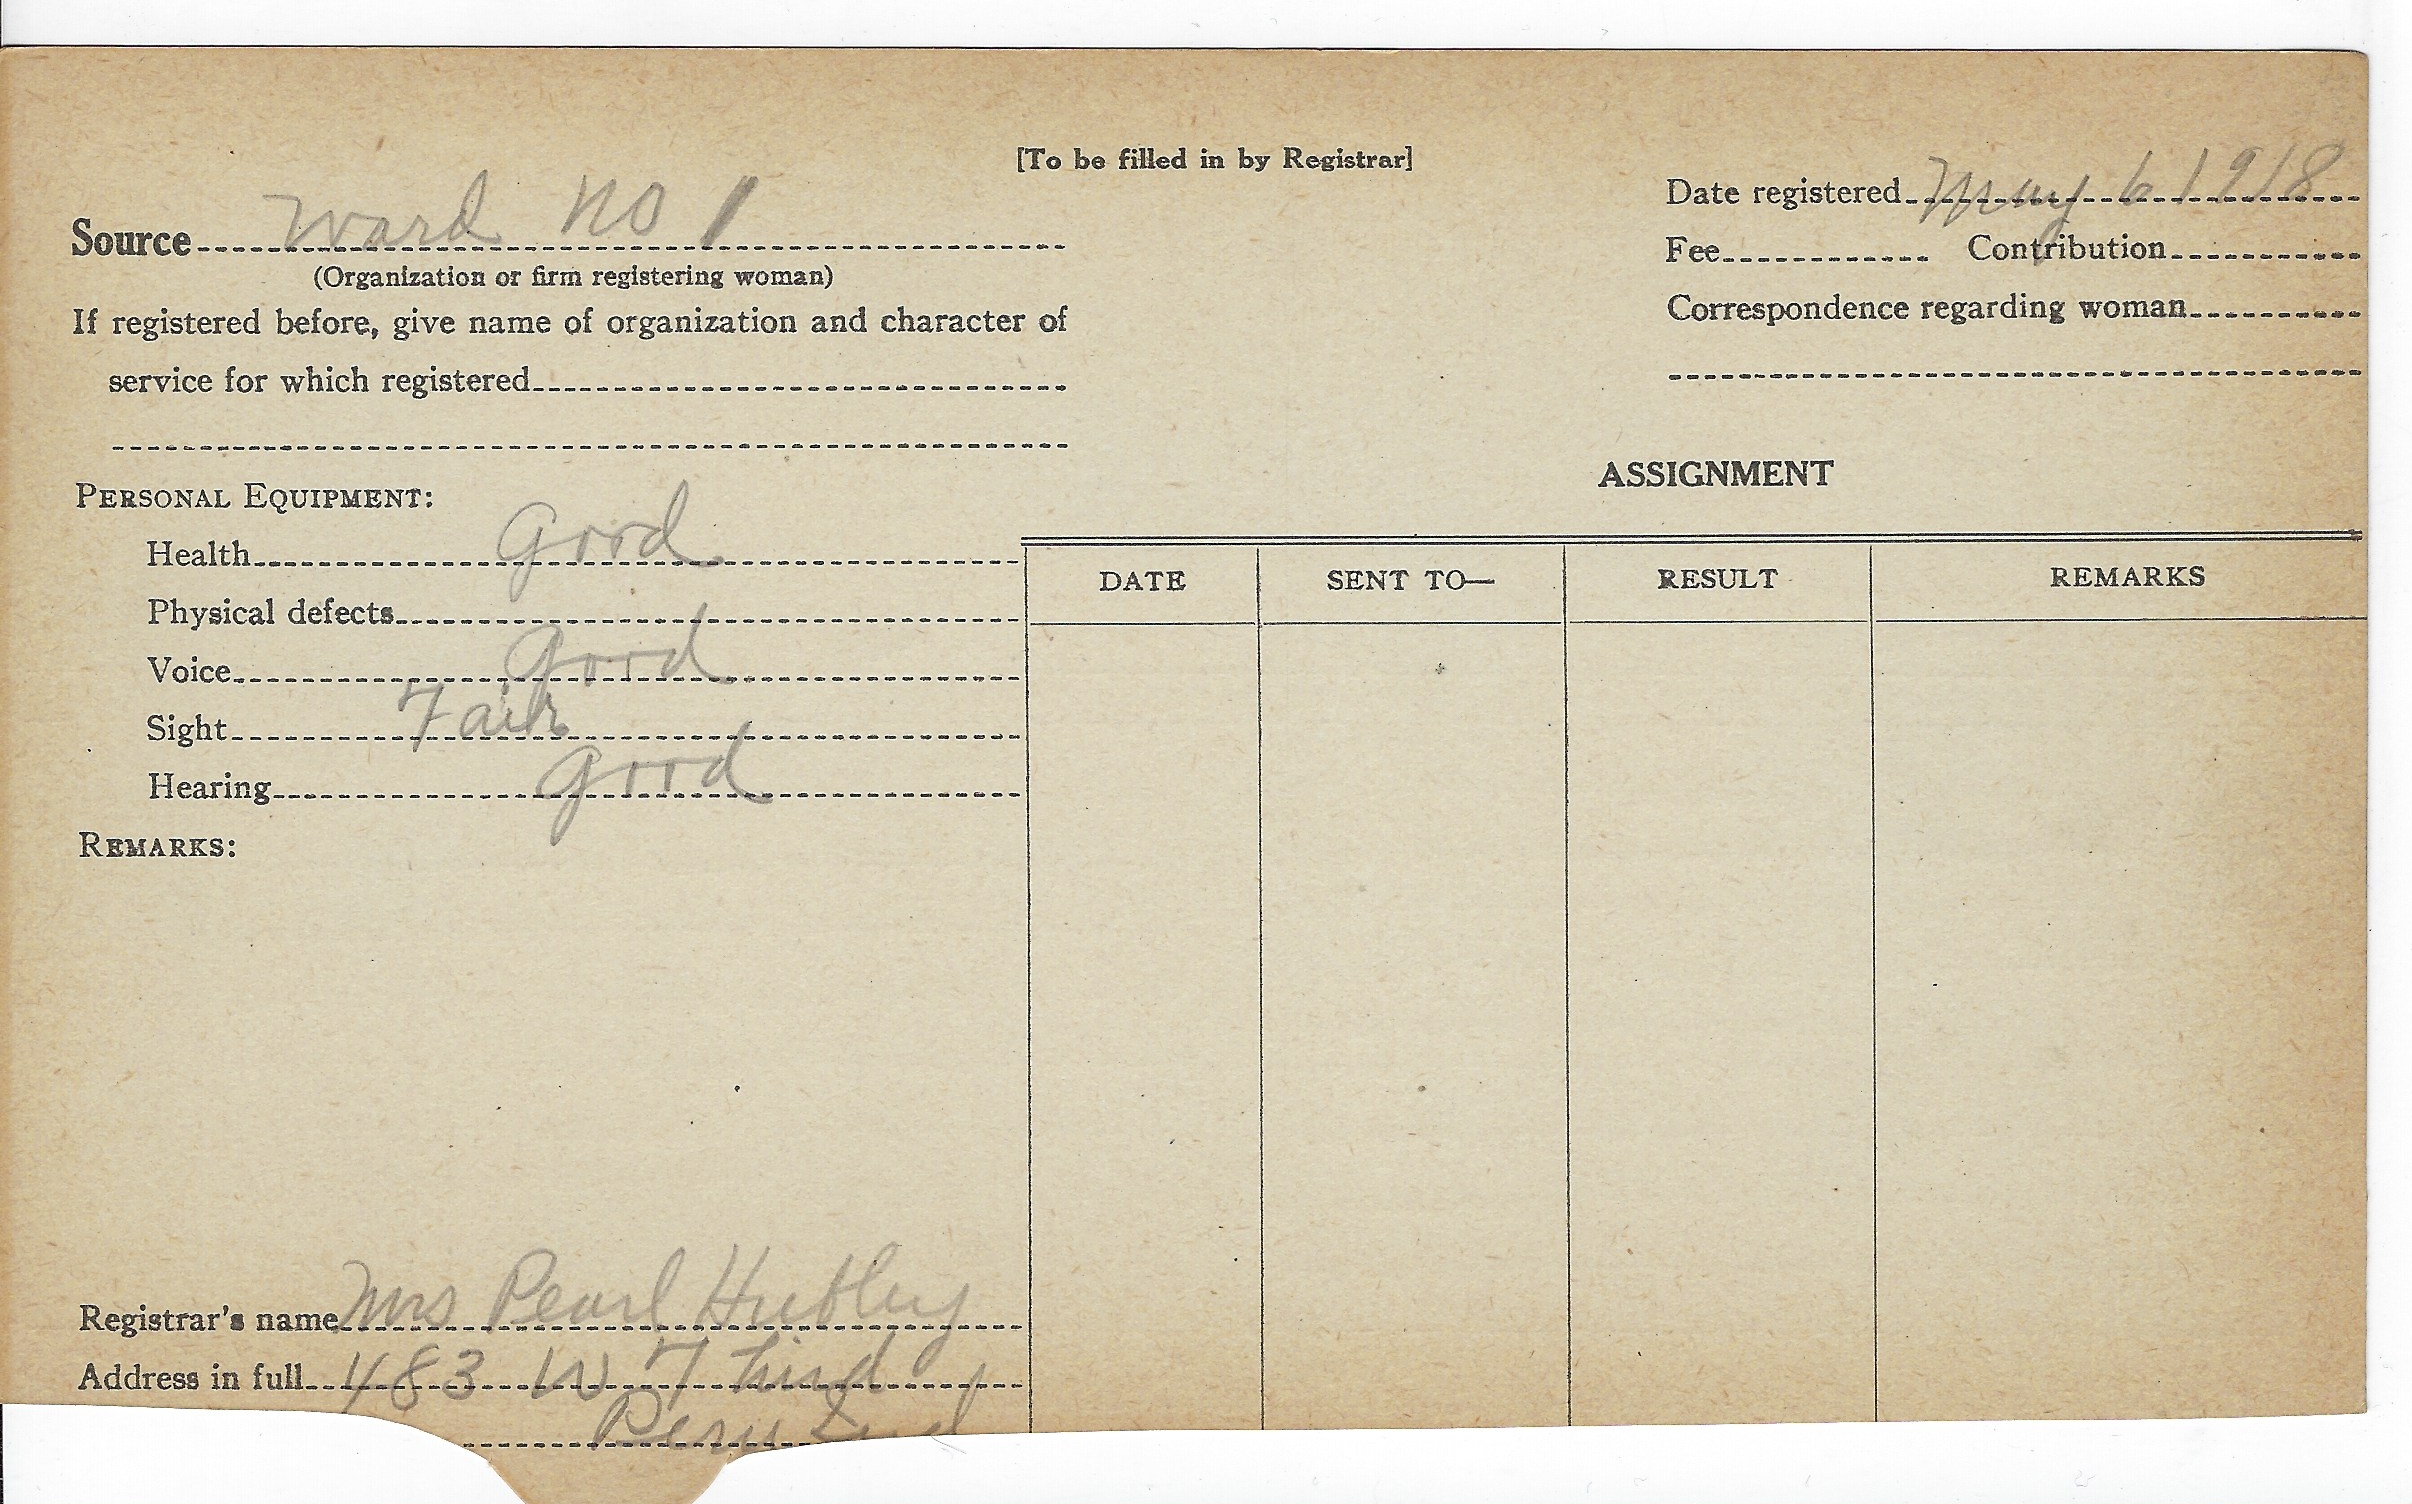 [To be filled in by Registrar]
Date registered May 6 1918
Source Ward no 1
(Organization or firm registering woman)
Fee Contribution
If registered before, give name of organization and character of
service for which registered
Correspondence regarding woman
ASSIGNMENT
PERSONAL EQUIPMENT:
Health Good
Physical defects
Voice Good
Sight Fair
Hearing Good
REMARKS:
DATE SENT TO— RESULT REMARKS
Registrar's name Mrs Pearl Hubley
Address in full 483 W Third
Peru Ind